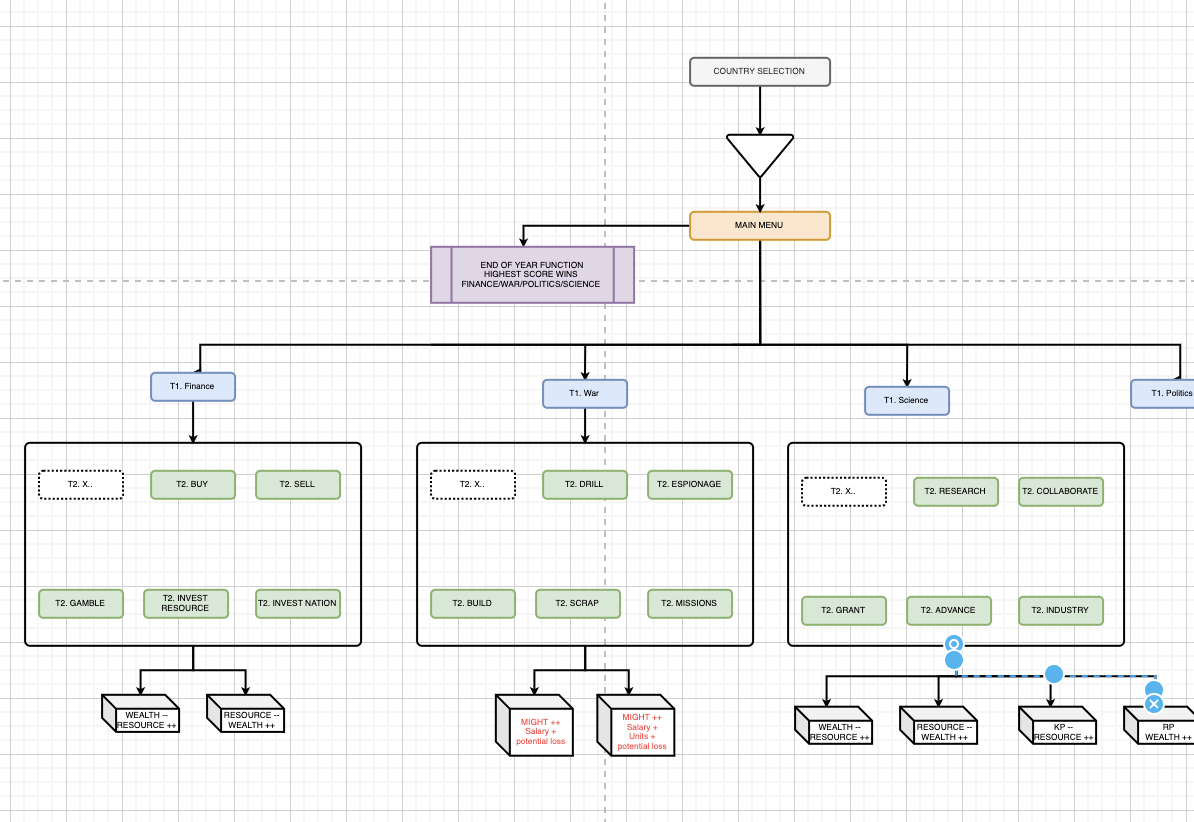 COUNTRY SELECTION
MAIN MENU
END OF YEAR FUNCTION
HIGHEST SCORE WINS
FINANCE/WAR/POLITICS/SCIENCE
T1. Finance
T1. War
T1. Science
T1. Politics
T2. X..
T2. BUY
T2. SELL
T2. GAMBLE
T2. INVEST
RESOURCE
T2. INVEST NATION
WEALTH --
RESOURCE ++
RESOURCE --
WEALTH ++
T2. X..
T2. DRILL
T2. ESPIONAGE
T2. BUILD
T2. SCRAP
T2. MISSIONS
MIGHT ++
Salary +
potential loss
MIGHT ++
Salary +
Units +
potential loss
T2. X..
T2. RESEARCH
T2. COLLABORATE
T2. GRANT
T2. ADVANCE
T2. INDUSTRY
WEALTH --
RESOURCE ++
RESOURCE --
WEALTH ++
KP --
RESOURCE ++
RP
WEALTH ++